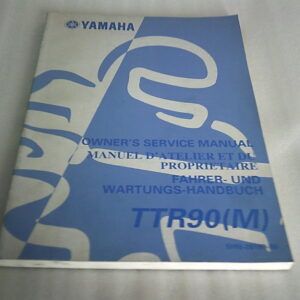 YAMAHA
OWNER'S SERVICE MANUAL
MANUEL D'ATELIER ET DU
PROPRIETAIRE
FAHRER- UND
WARTUNGS-HANDBUCH
TTR90(M)